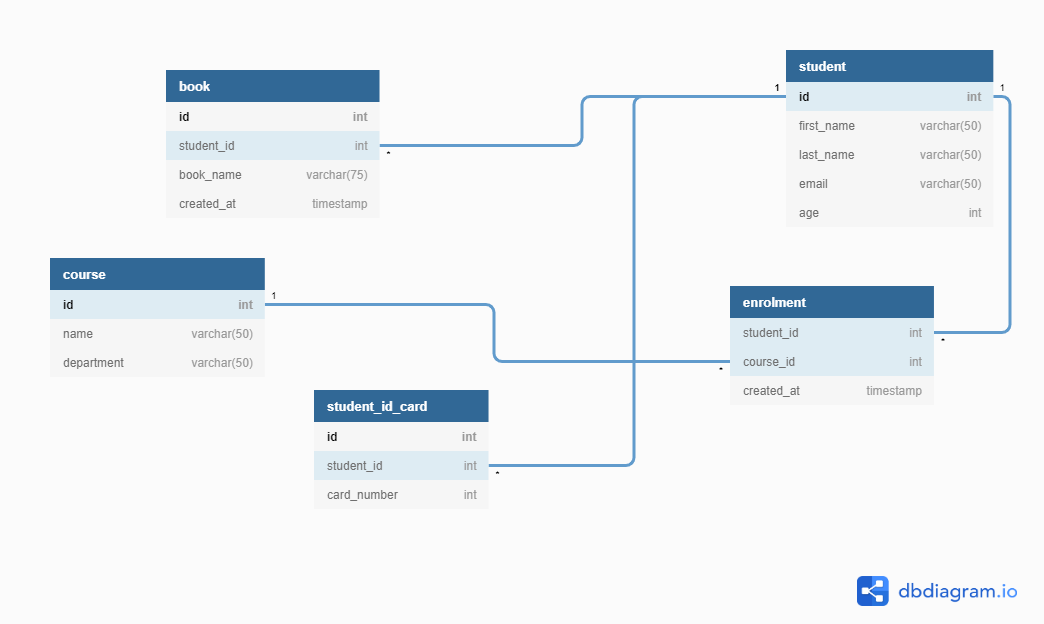 book
id int
student_id int
book_name varchar(75)
created_at timestamp
*
student
1 id int 1
first_name varchar(50)
last_name varchar(50)
email varchar(50)
age int
course
id int 1
name varchar(50)
department varchar(50)
enrolment
student_id int
*
course_id int
*
created_at timestamp
student_id_card
id int
student_id int
*
card_number int
dbdiagram.io